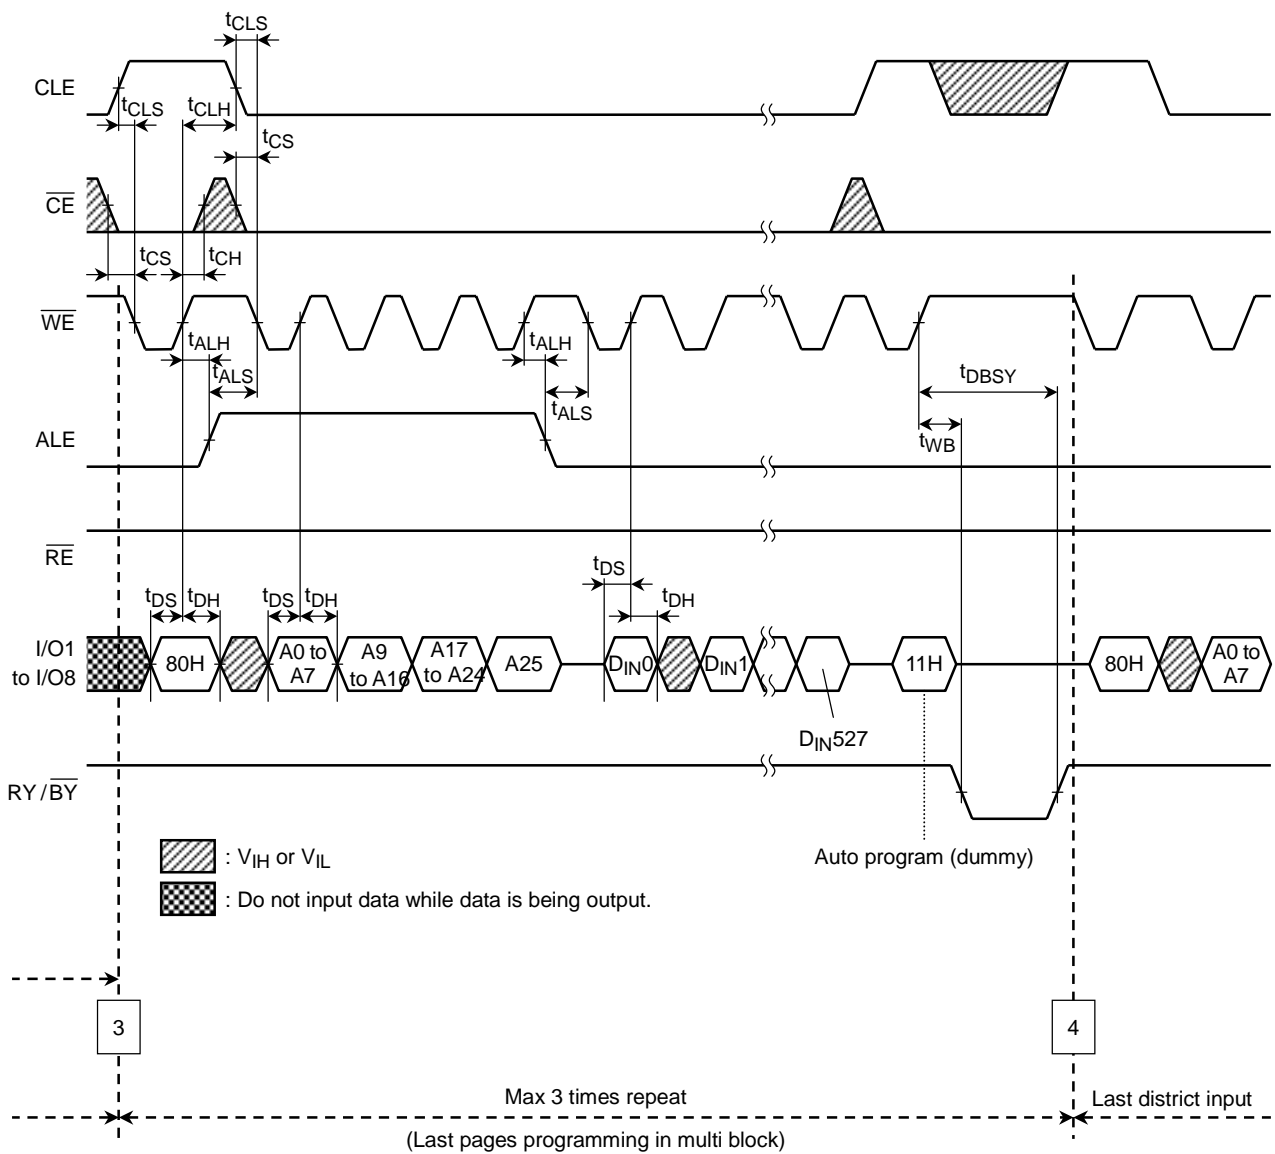 tCLS
CLE
tCLS
tCLH
tCS
CE
tCS
tCH
WE
tALH
tALS
tALH
tALS
tDBSY
tWB
ALE
RE
tDS
tDH
tDS
tDH
tDS
tDH
I/O1
to I/O8
80H
A0 to
A7
A9
to A16
A17
to A24
A25
DIN0
DIN1
DIN527
11H
80H
A0 to
A7
RY/BY
Auto program (dummy)
: VIH or VIL
: Do not input data while data is being output.
3
4
Max 3 times repeat
Last district input
(Last pages programming in multi block)